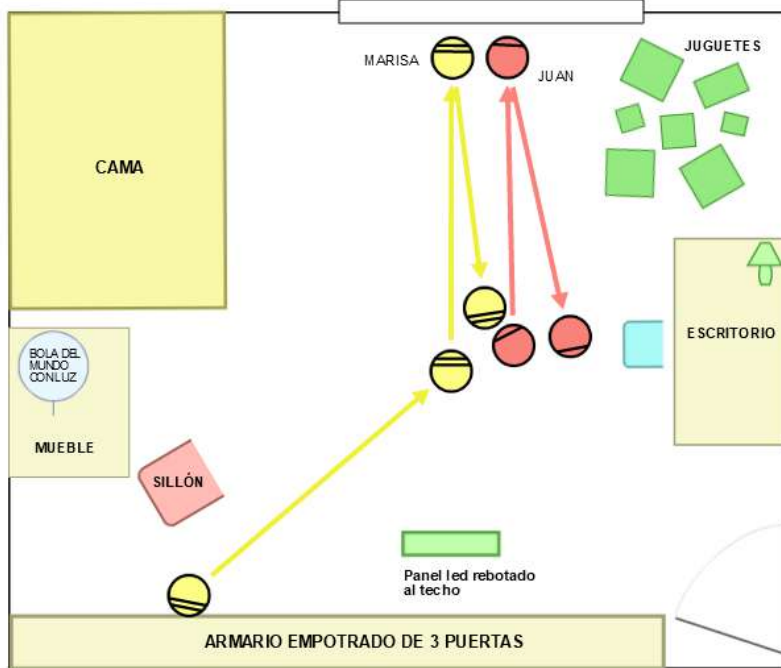 JUGUETES
MARISA
JUAN
CAMA
ESCRITORIO
BOLA DEL
MUNDO
CON LUZ
MUEBLE
SILLÓN
Panel led rebotado
al techo
ARMARIO EMPOTRADO DE 3 PUERTAS